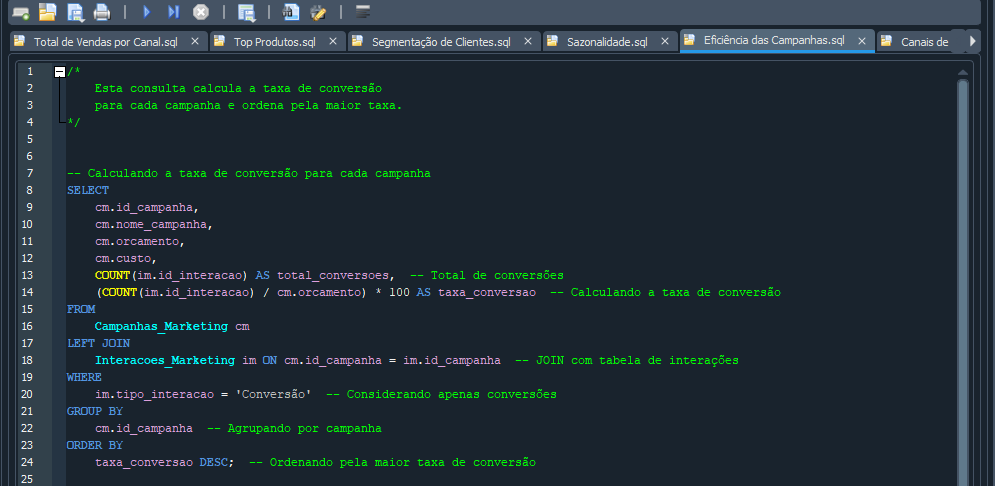 Total de Vendas por Canal.sql
Top Produtos.sql
Segmentação de Clientes.sql
Sazonalidade.sql
Eficiência das Campanhas.sql
Canais de
1 /*
2 Esta consulta calcula a taxa de conversão
3 para cada campanha e ordena pela maior taxa.
4 */
5
6
7 -- Calculando a taxa de conversão para cada campanha
8 SELECT
9 cm.id_campanha,
10 cm.nome_campanha,
11 cm.orcamento,
12 cm.custo,
13 COUNT(im.id_interacao) AS total_conversoes, -- Total de conversões
14 (COUNT(im.id_interacao) / cm.orcamento) * 100 AS taxa_conversao -- Calculando a taxa de conversão
15 FROM
16 Campanhas_Marketing cm
17 LEFT JOIN
18 Interacoes_Marketing im ON cm.id_campanha = im.id_campanha -- JOIN com tabela de interações
19 WHERE
20 im.tipo_interacao = 'Conversão' -- Considerando apenas conversões
21 GROUP BY
22 cm.id_campanha -- Agrupando por campanha
23 ORDER BY
24 taxa_conversao DESC; -- Ordenando pela maior taxa de conversão
25